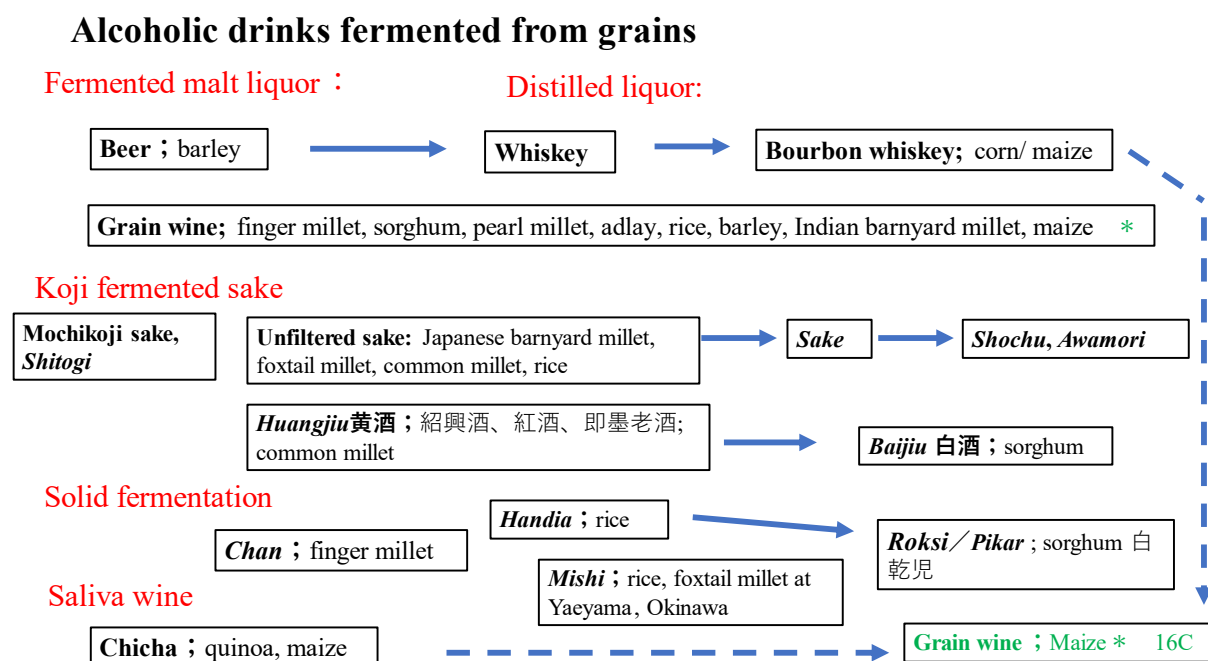 Alcoholic drinks fermented from grains
Fermented malt liquor：
Distilled liquor:
Beer；barley
Whiskey
Bourbon whiskey; corn/ maize
Grain wine; finger millet, sorghum, pearl millet, adlay, rice, barley, Indian barnyard millet, maize ＊
Koji fermented sake
Mochikoji sake,
Shitogi
Unfiltered sake: Japanese barnyard millet,
foxtail millet, common millet, rice
Sake
Shochu, Awamori
Huangjiu黄酒；紹興酒、紅酒、即墨老酒;
common millet
Baijiu 白酒；sorghum
Solid fermentation
Handia；rice
Chan；finger millet
Roksi／Pikar ; sorghum 白
乾児
Mishi；rice, foxtail millet at
Yaeyama, Okinawa
Saliva wine
Chicha；quinoa, maize
Grain wine；Maize＊ 16C